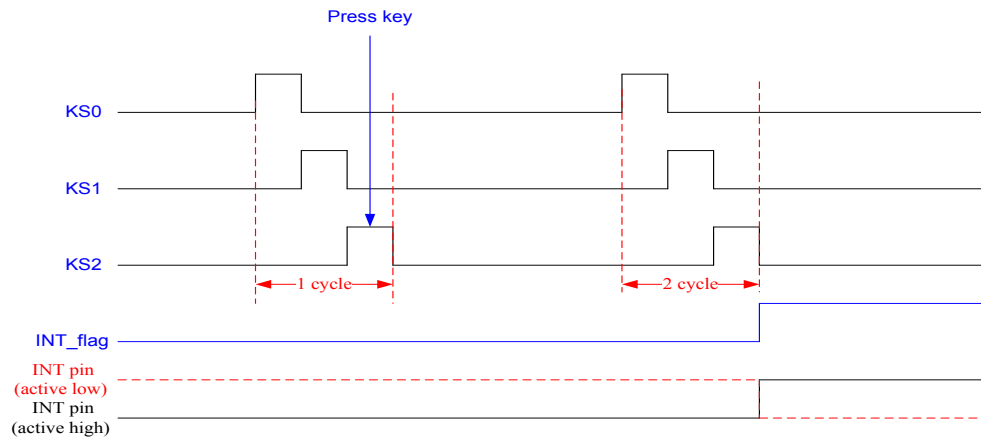 Press key
KS0
KS1
KS2
1 cycle
2 cycle
INT_flag
INT pin
(active low)
INT pin
(active high)